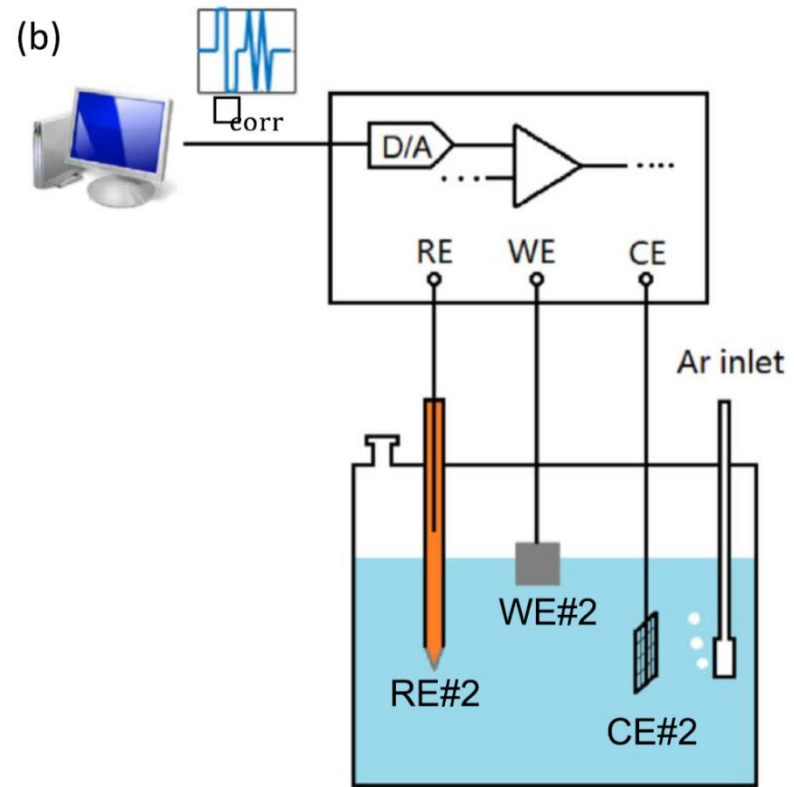 (b)
□corr
D/A
RE WE CE
Ar inlet
WE#2
RE#2
CE#2